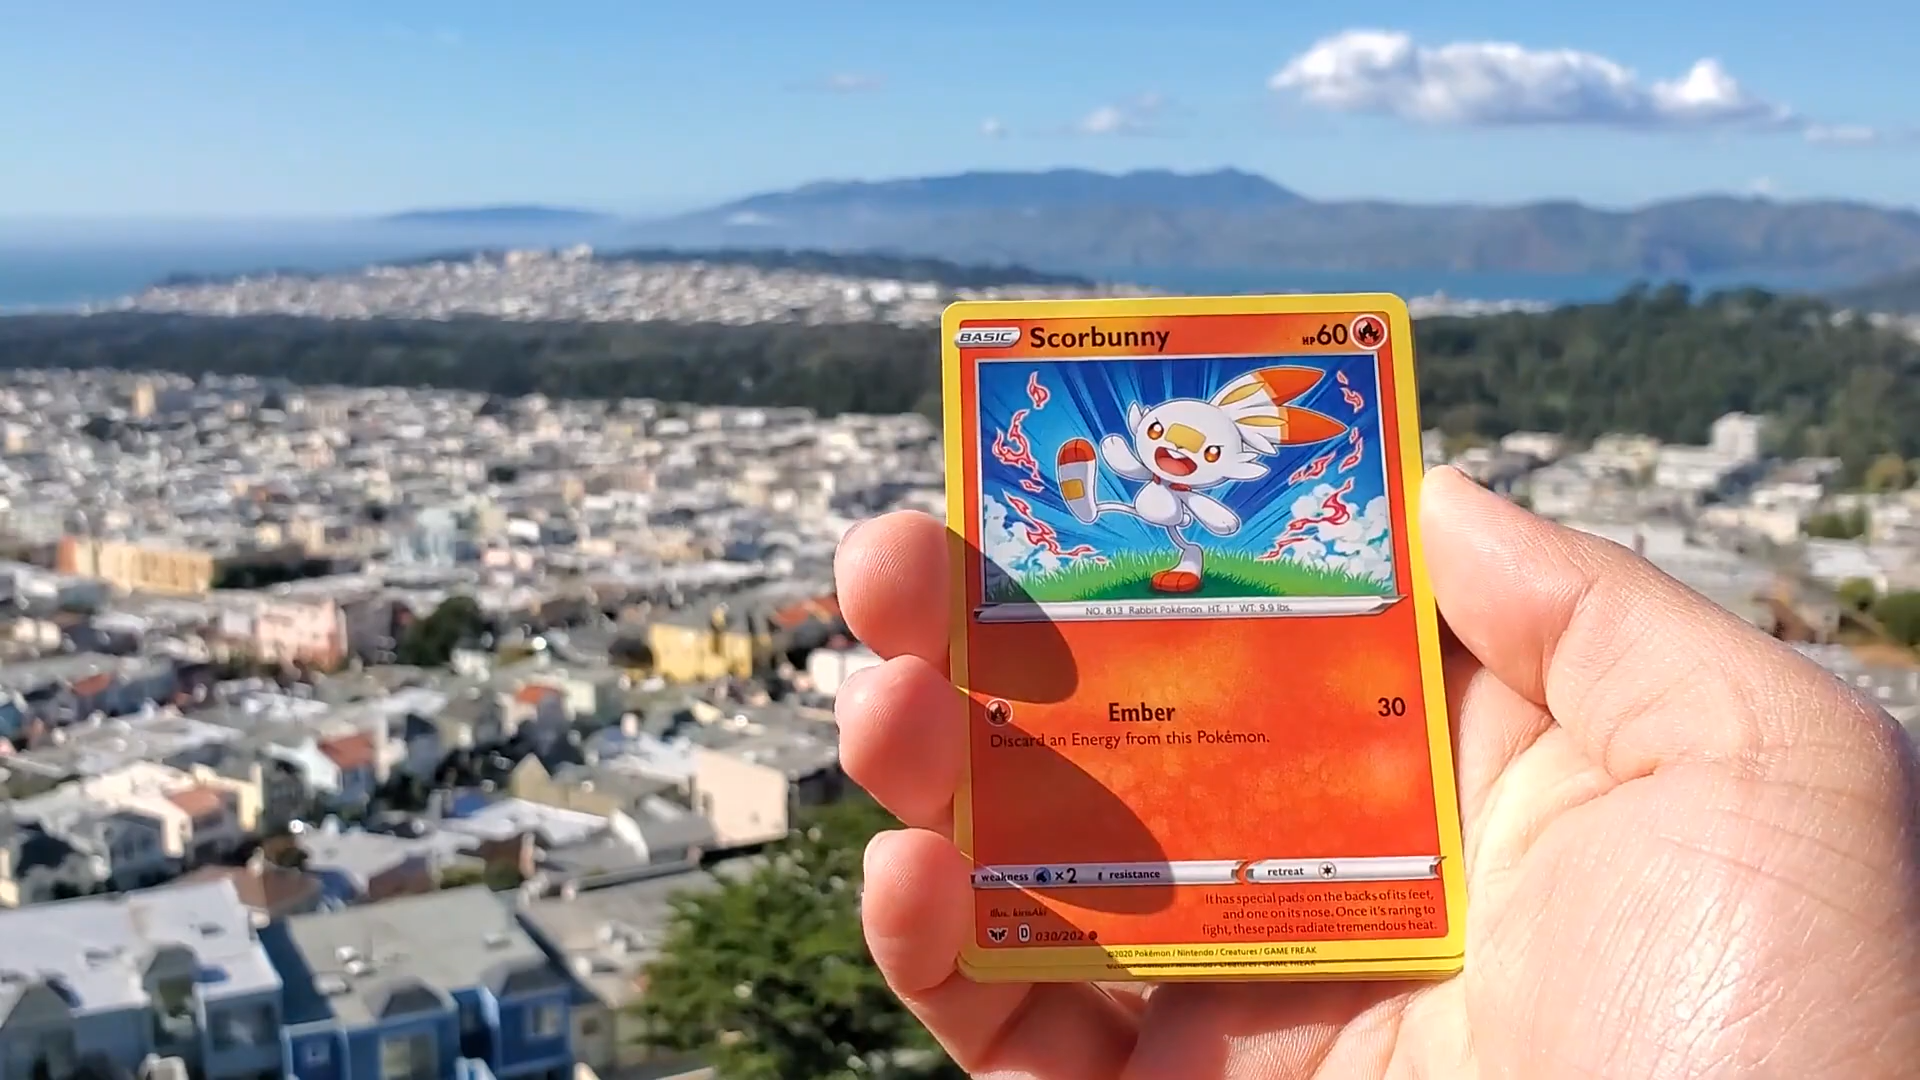 BASIC Scorbunny HP60
NO. 813 Rabbit Pokémon HT. 1' WT. 9.9 lbs.
Ember 30
Discard an Energy from this Pokémon.
weakness ×2 resistance retreat
It has special pads on the backs of its feet,
and one on its nose. Once it's raring to
fight, these pads radiate tremendous heat.
Illus. kirisAki
D 030/202
©2020 Pokémon / Nintendo / Creatures / GAME FREAK